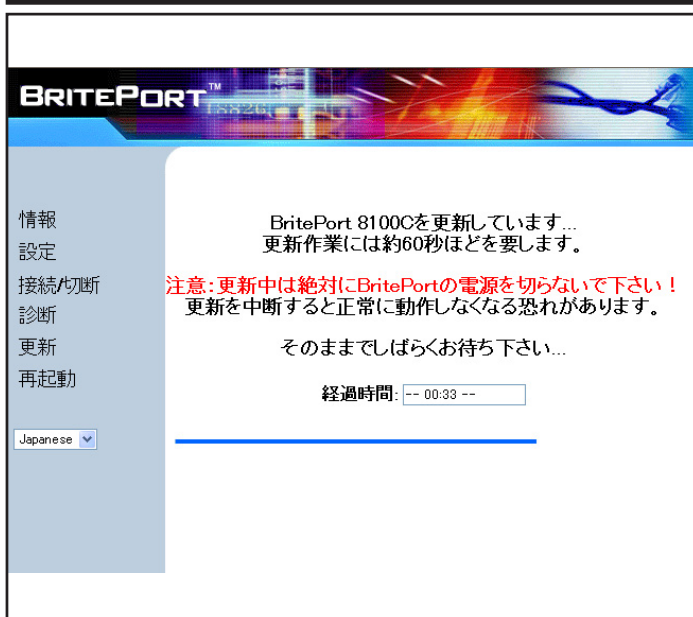 BRITEPORT™
情報
設定
接続/切断
診断
更新
再起動
Japanese
BritePort 8100Cを更新しています...
更新作業には約60秒ほどを要します。
注意:更新中は絶対にBritePortの電源を切らないで下さい!
更新を中断すると正常に動作しなくなる恐れがあります。
そのままでしばらくお待ち下さい...
経過時間: -- 00:33 --